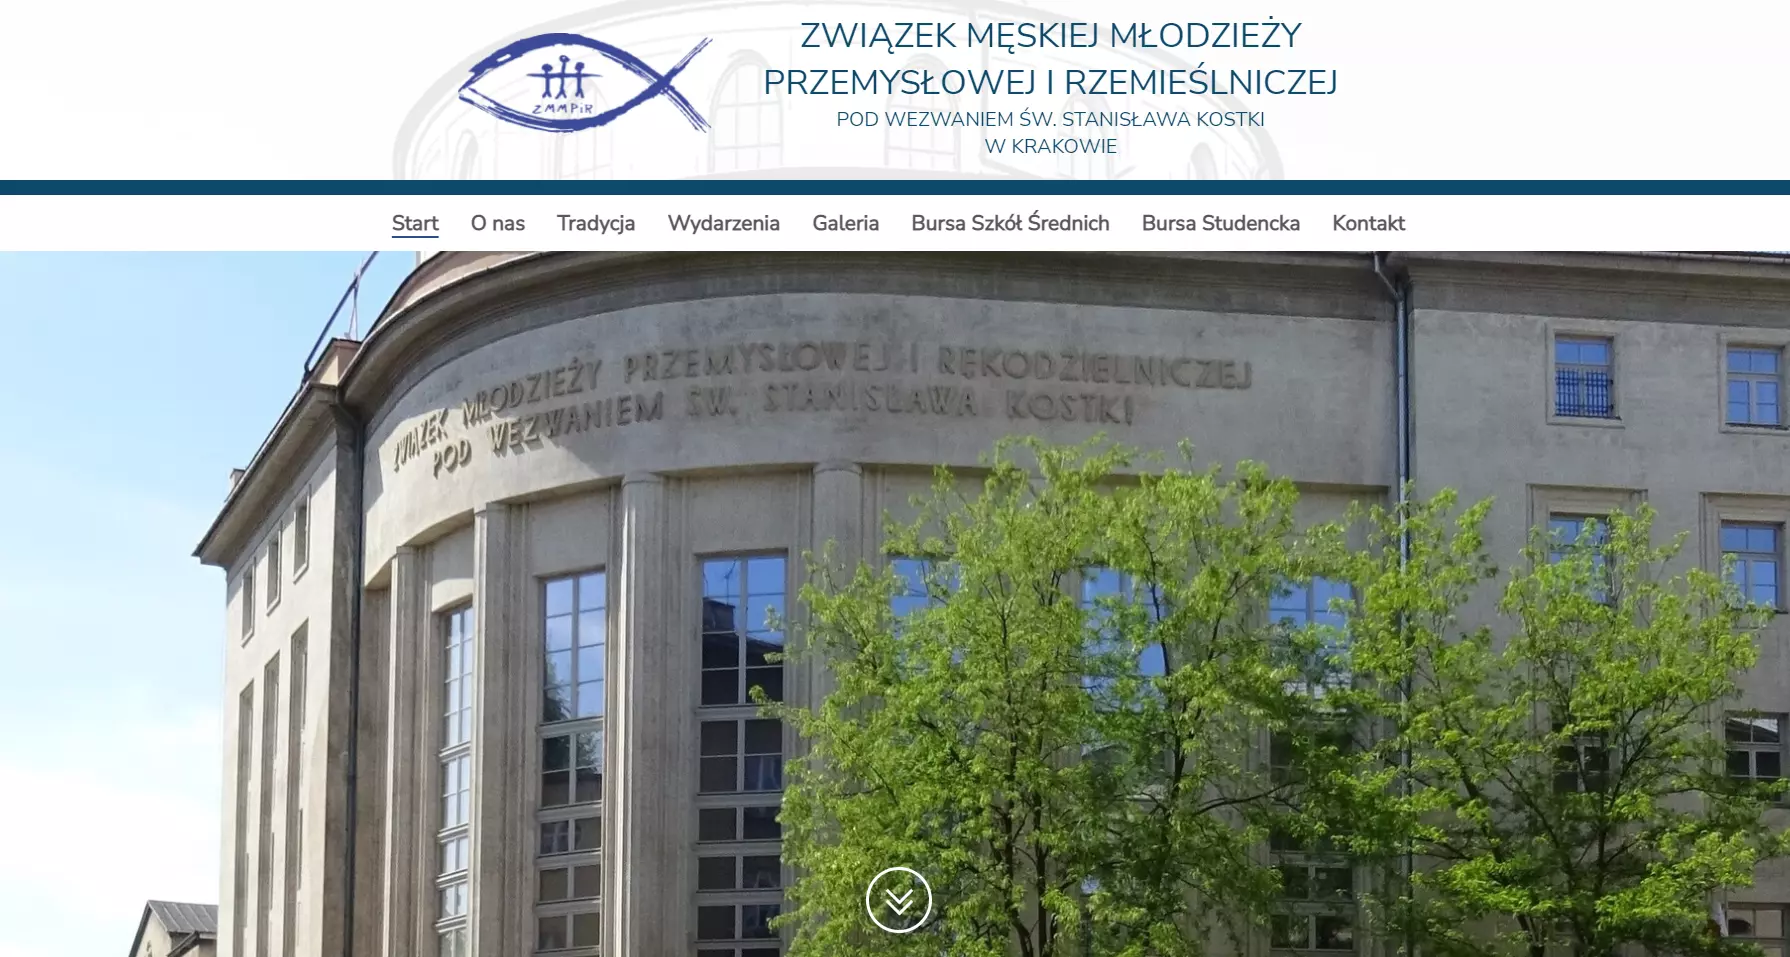 ZMMPiR
ZWIĄZEK MĘSKIEJ MŁODZIEŻY
PRZEMYSŁOWEJ I RZEMIEŚLNICZEJ
POD WEZWANIEM ŚW. STANISŁAWA KOSTKI
W KRAKOWIE
Start O nas Tradycja Wydarzenia Galeria Bursa Szkół Średnich Bursa Studencka Kontakt
ZWIĄZEK MŁODZIEŻY PRZEMYSŁOWEJ I RĘKODZIELNICZEJ
POD WEZWANIEM ŚW. STANISŁAWA KOSTKI